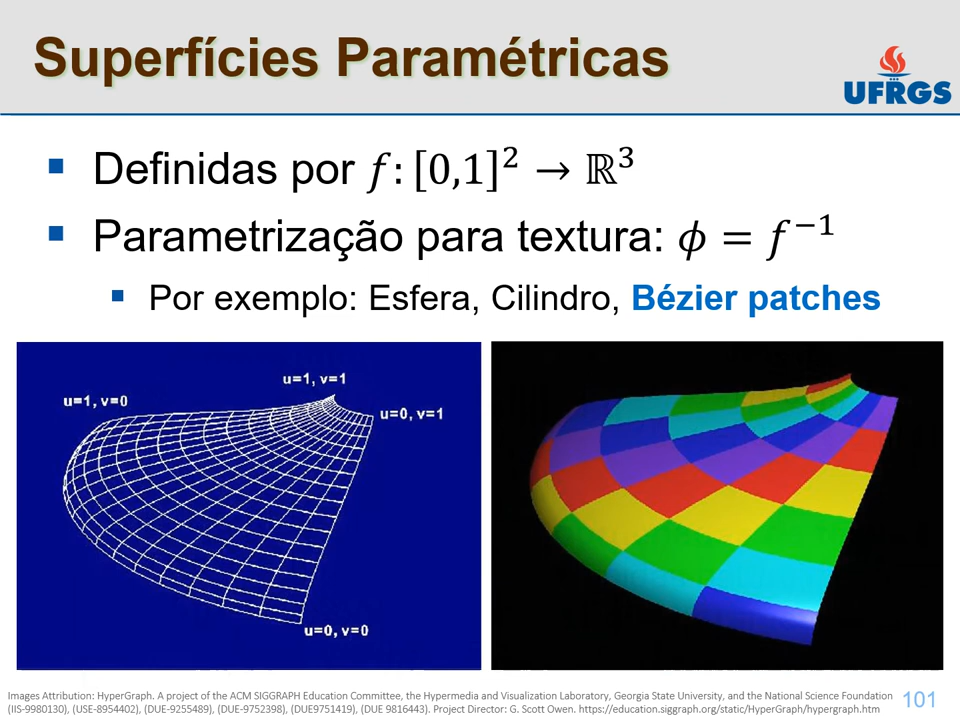 Superfícies Paramétricas
UFRGS
▪ Definidas por 𝑓: [0,1]² → ℝ³
▪ Parametrização para textura: 𝜙 = 𝑓⁻¹
▪ Por exemplo: Esfera, Cilindro, Bézier patches
u=1, v=1
u=1, v=0
u=0, v=1
u=0, v=0
Images Attribution: HyperGraph. A project of the ACM SIGGRAPH Education Committee, the Hypermedia and Visualization Laboratory, Georgia State University, and the National Science Foundation
(IIS-9980130), (USE-8954402), (DUE-9255489), (DUE-9752398), (DUE9751419), (DUE 9816443). Project Director: G. Scott Owen. https://education.siggraph.org/static/HyperGraph/hypergraph.htm
101